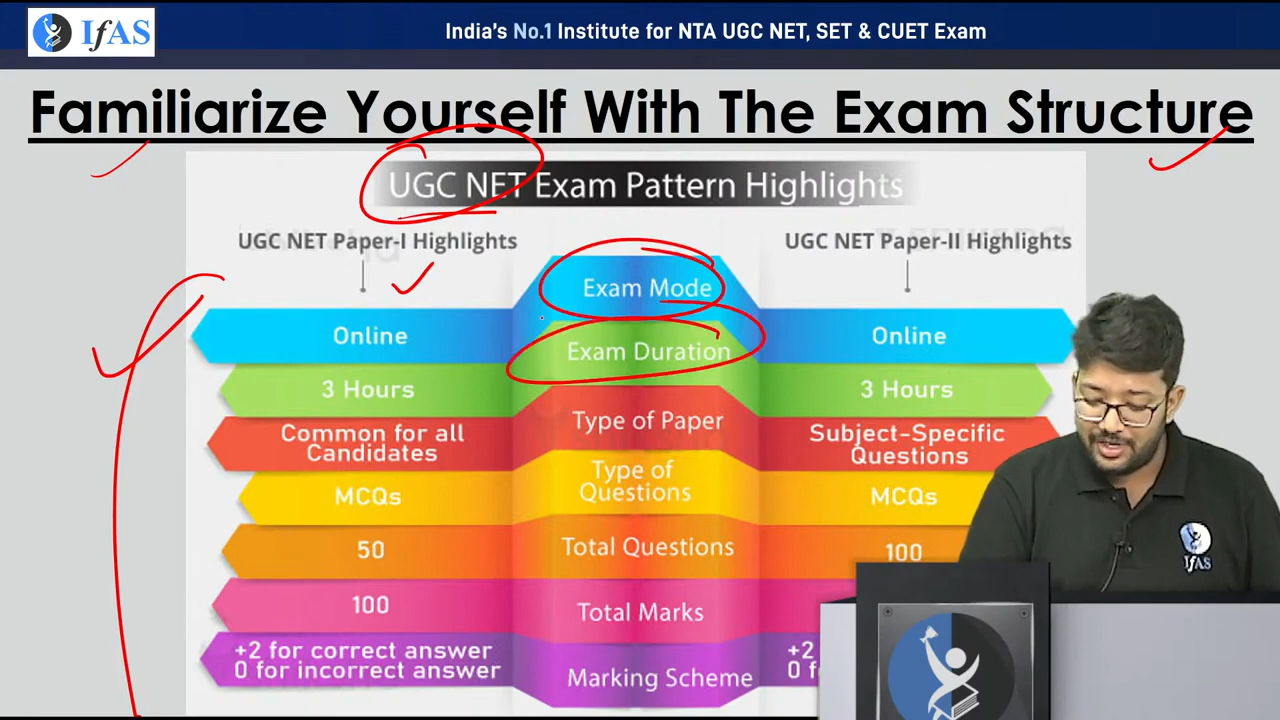 IfAS
India's No.1 Institute for NTA UGC NET, SET & CUET Exam
Familiarize Yourself With The Exam Structure
UGC NET Exam Pattern Highlights
UGC NET Paper-I Highlights
UGC NET Paper-II Highlights
Exam Mode
Online
Online
Exam Duration
3 Hours
3 Hours
Type of Paper
Common for all
Candidates
Subject-Specific
Questions
Type of
Questions
MCQs
MCQs
Total Questions
50
100
Total Marks
100
Marking Scheme
+2 for correct answer
0 for incorrect answer
+2
0 f
IfAS